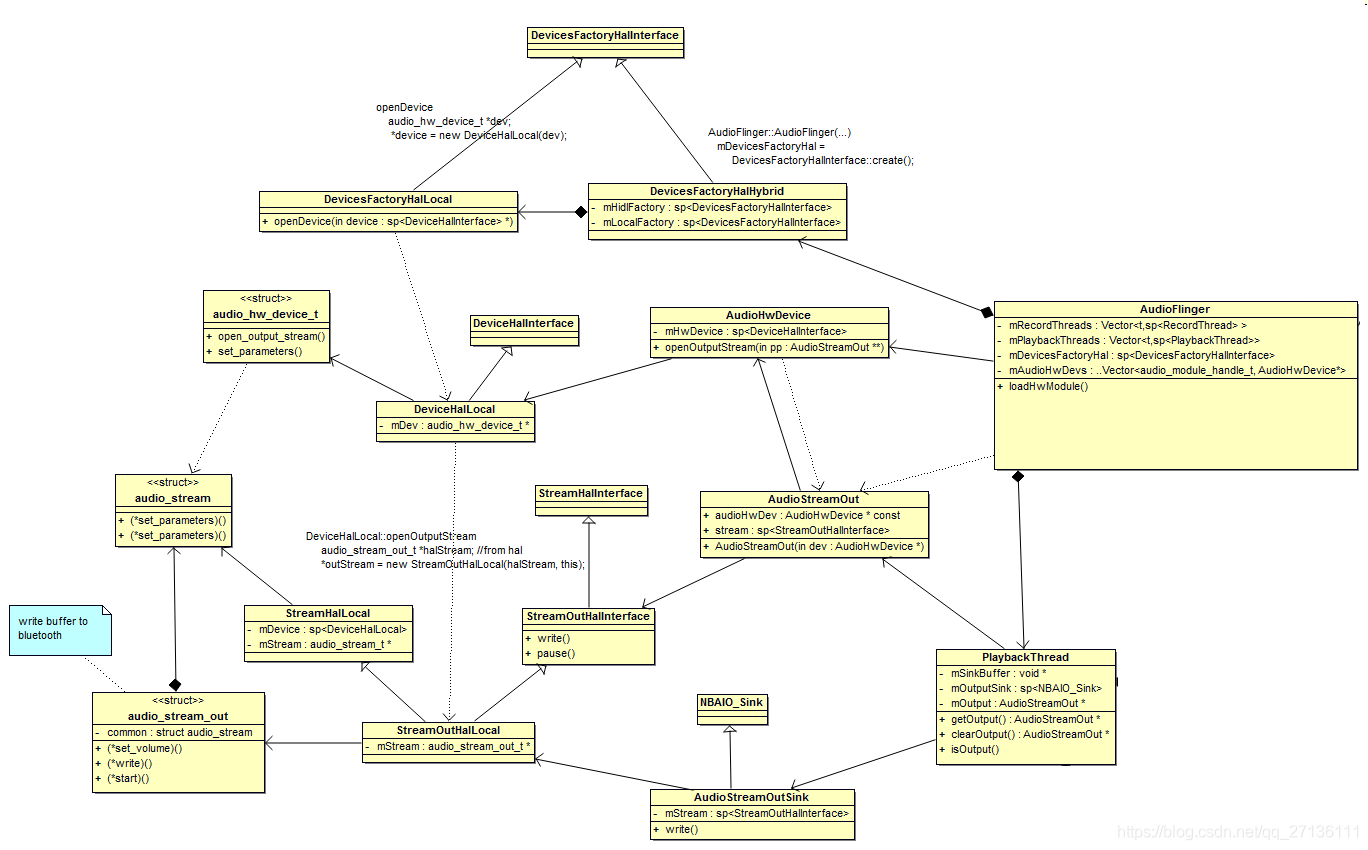 DevicesFactoryHalInterface
openDevice
audio_hw_device_t *dev;
*device = new DeviceHalLocal(dev);
AudioFlinger::AudioFlinger(...)
mDevicesFactoryHal =
DevicesFactoryHalInterface::create();
DevicesFactoryHalLocal
+ openDevice(in device : sp<DeviceHalInterface> *)
DevicesFactoryHalHybrid
- mHidlFactory : sp<DevicesFactoryHalInterface>
- mLocalFactory : sp<DevicesFactoryHalInterface>
<<struct>>
audio_hw_device_t
+ open_output_stream()
+ set_parameters()
DeviceHalInterface
AudioHwDevice
- mHwDevice : sp<DeviceHalInterface>
+ openOutputStream(in pp : AudioStreamOut **)
AudioFlinger
- mRecordThreads : Vector<t,sp<RecordThread> >
- mPlaybackThreads : Vector<t,sp<PlaybackThread>>
- mDevicesFactoryHal : sp<DevicesFactoryHalInterface>
- mAudioHwDevs : ..Vector<audio_module_handle_t, AudioHwDevice*>
+ loadHwModule()
DeviceHalLocal
- mDev : audio_hw_device_t *
<<struct>>
audio_stream
+ (*set_parameters)()
+ (*set_parameters)()
StreamHalInterface
AudioStreamOut
+ audioHwDev : AudioHwDevice * const
+ stream : sp<StreamOutHalInterface>
+ AudioStreamOut(in dev : AudioHwDevice *)
DeviceHalLocal::openOutputStream
audio_stream_out_t *halStream; //from hal
*outStream = new StreamOutHalLocal(halStream, this);
write buffer to
bluetooth
StreamHalLocal
- mDevice : sp<DeviceHalLocal>
- mStream : audio_stream_t *
StreamOutHalInterface
+ write()
+ pause()
PlaybackThread
- mSinkBuffer : void *
- mOutputSink : sp<NBAIO_Sink>
- mOutput : AudioStreamOut *
+ getOutput() : AudioStreamOut *
+ clearOutput() : AudioStreamOut *
+ isOutput()
<<struct>>
audio_stream_out
- common : struct audio_stream
+ (*set_volume)()
+ (*write)()
+ (*start)()
StreamOutHalLocal
- mStream : audio_stream_out_t *
NBAIO_Sink
AudioStreamOutSink
- mStream : sp<StreamOutHalInterface>
+ write()
https://blog.csdn.net/qq_27136111